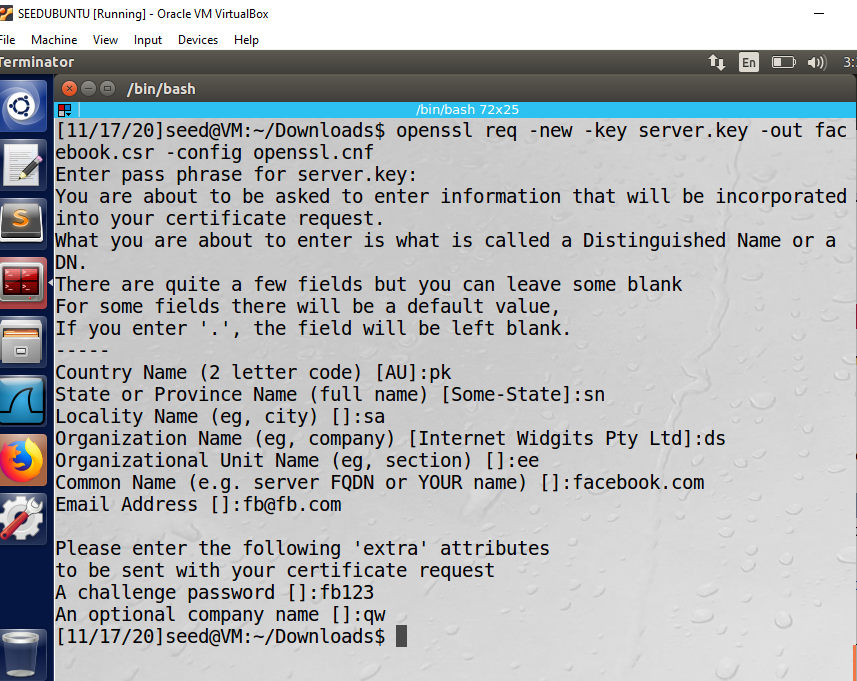 SEEDUBUNTU [Running] - Oracle VM VirtualBox
File Machine View Input Devices Help
Terminator
En
3:
/bin/bash
/bin/bash 72x25
[11/17/20]seed@VM:~/Downloads$ openssl req -new -key server.key -out fac
ebook.csr -config openssl.cnf
Enter pass phrase for server.key:
You are about to be asked to enter information that will be incorporated
into your certificate request.
What you are about to enter is what is called a Distinguished Name or a
DN.
There are quite a few fields but you can leave some blank
For some fields there will be a default value,
If you enter '.', the field will be left blank.
-----
Country Name (2 letter code) [AU]:pk
State or Province Name (full name) [Some-State]:sn
Locality Name (eg, city) []:sa
Organization Name (eg, company) [Internet Widgits Pty Ltd]:ds
Organizational Unit Name (eg, section) []:ee
Common Name (e.g. server FQDN or YOUR name) []:facebook.com
Email Address []:fb@fb.com
Please enter the following 'extra' attributes
to be sent with your certificate request
A challenge password []:fb123
An optional company name []:qw
[11/17/20]seed@VM:~/Downloads$